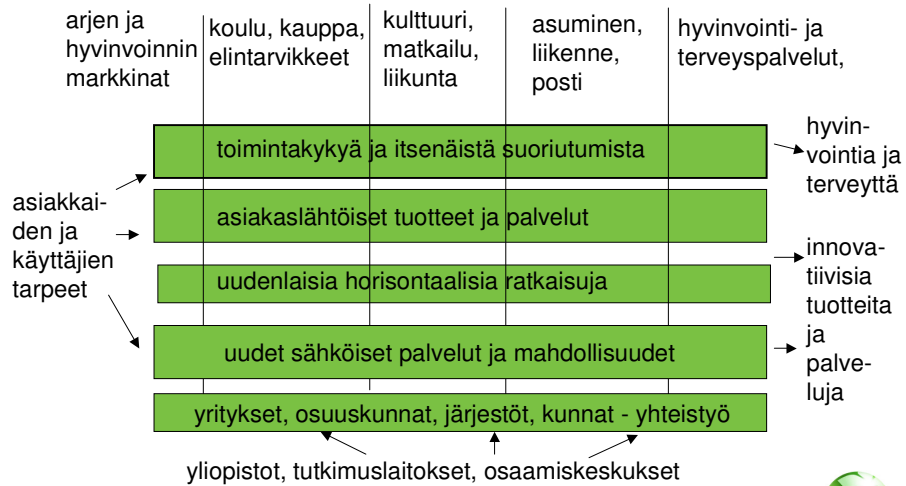 arjen ja
hyvinvoinnin
markkinat
koulu, kauppa,
elintarvikkeet
kulttuuri,
matkailu,
liikunta
asuminen,
liikenne,
posti
hyvinvointi- ja
terveyspalvelut,
toimintakykyä ja itsenäistä suoriutumista
hyvin-
vointia ja
terveyttä
asiakkai-
den ja
käyttäjien
tarpeet
asiakaslähtöiset tuotteet ja palvelut
uudenlaisia horisontaalisia ratkaisuja
innova-
tiivisia
tuotteita
ja
palve-
luja
uudet sähköiset palvelut ja mahdollisuudet
yritykset, osuuskunnat, järjestöt, kunnat - yhteistyö
yliopistot, tutkimuslaitokset, osaamiskeskukset